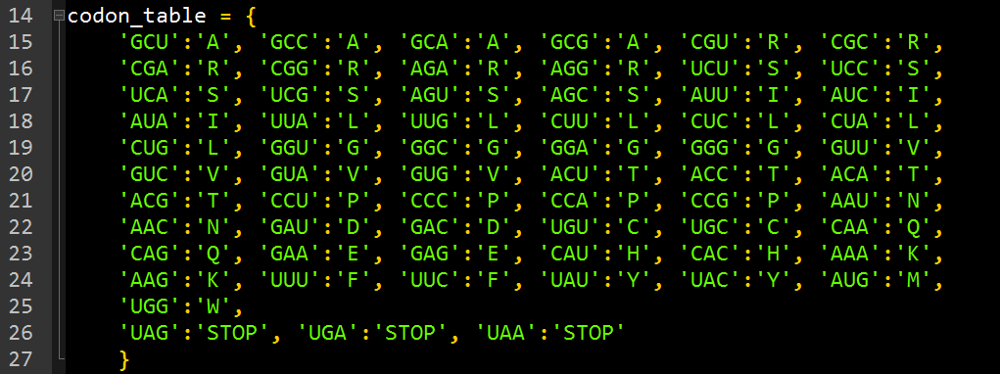 14 codon_table = {
15 'GCU':'A', 'GCC':'A', 'GCA':'A', 'GCG':'A', 'CGU':'R', 'CGC':'R',
16 'CGA':'R', 'CGG':'R', 'AGA':'R', 'AGG':'R', 'UCU':'S', 'UCC':'S',
17 'UCA':'S', 'UCG':'S', 'AGU':'S', 'AGC':'S', 'AUU':'I', 'AUC':'I',
18 'AUA':'I', 'UUA':'L', 'UUG':'L', 'CUU':'L', 'CUC':'L', 'CUA':'L',
19 'CUG':'L', 'GGU':'G', 'GGC':'G', 'GGA':'G', 'GGG':'G', 'GUU':'V',
20 'GUC':'V', 'GUA':'V', 'GUG':'V', 'ACU':'T', 'ACC':'T', 'ACA':'T',
21 'ACG':'T', 'CCU':'P', 'CCC':'P', 'CCA':'P', 'CCG':'P', 'AAU':'N',
22 'AAC':'N', 'GAU':'D', 'GAC':'D', 'UGU':'C', 'UGC':'C', 'CAA':'Q',
23 'CAG':'Q', 'GAA':'E', 'GAG':'E', 'CAU':'H', 'CAC':'H', 'AAA':'K',
24 'AAG':'K', 'UUU':'F', 'UUC':'F', 'UAU':'Y', 'UAC':'Y', 'AUG':'M',
25 'UGG':'W',
26 'UAG':'STOP', 'UGA':'STOP', 'UAA':'STOP'
27 }